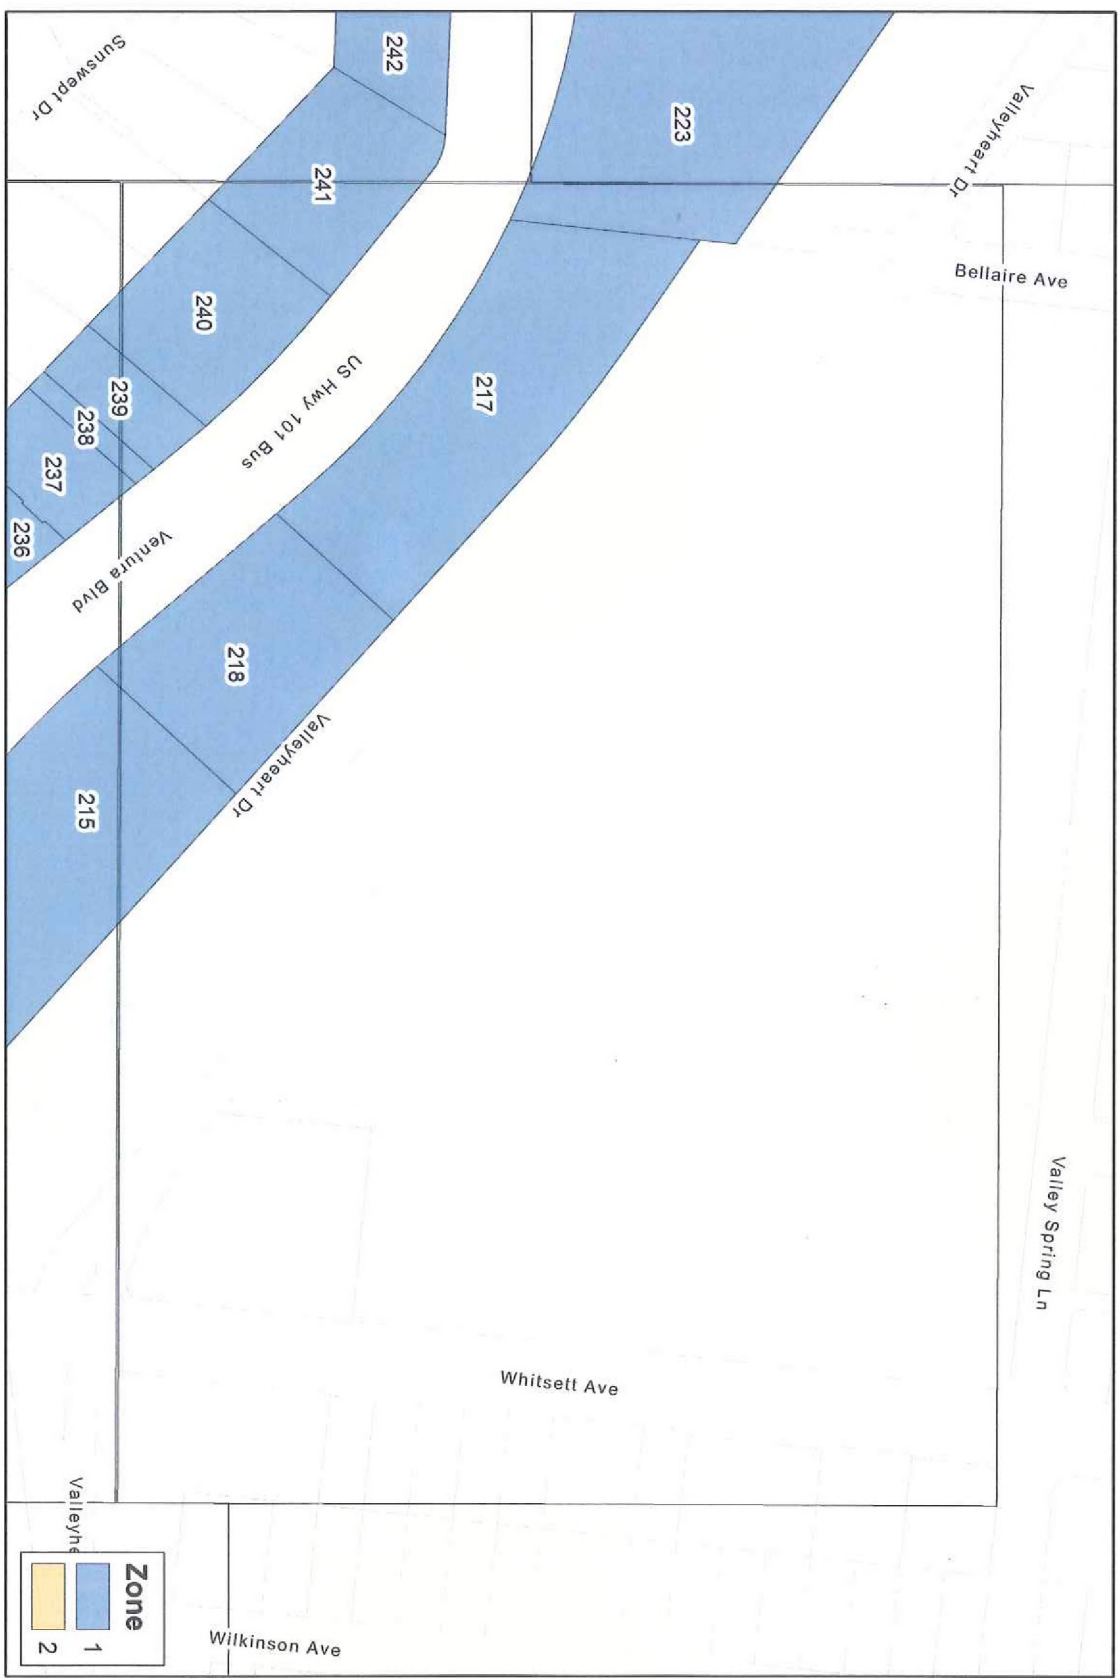 Valleyheart Dr
Bellaire Ave
Valley Spring Ln
Sunswept Dr
242
223
241
240
217
239
238
237
236
US Hwy 101 Bus
Ventura Blvd
218
Valleyheart Dr
215
Whitsett Ave
Valleyhe
Wilkinson Ave
Zone
1
2